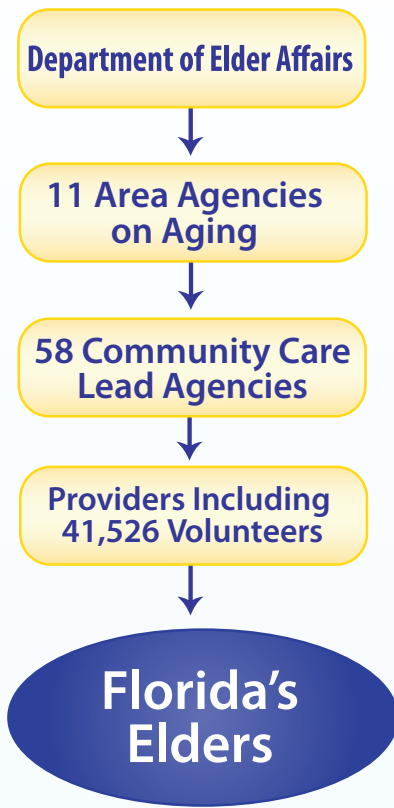 Department of Elder Affairs
11 Area Agencies
on Aging
58 Community Care
Lead Agencies
Providers Including
41,526 Volunteers
Florida’s
Elders